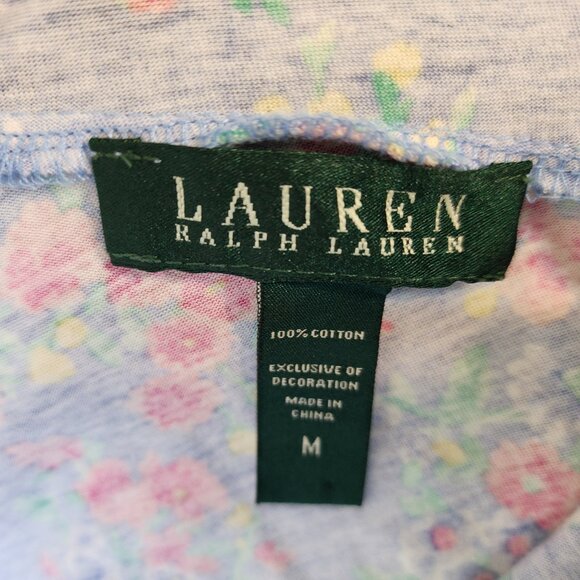 LAUREN
RALPH LAUREN
100% COTTON
EXCLUSIVE OF
DECORATION
MADE IN
CHINA
M